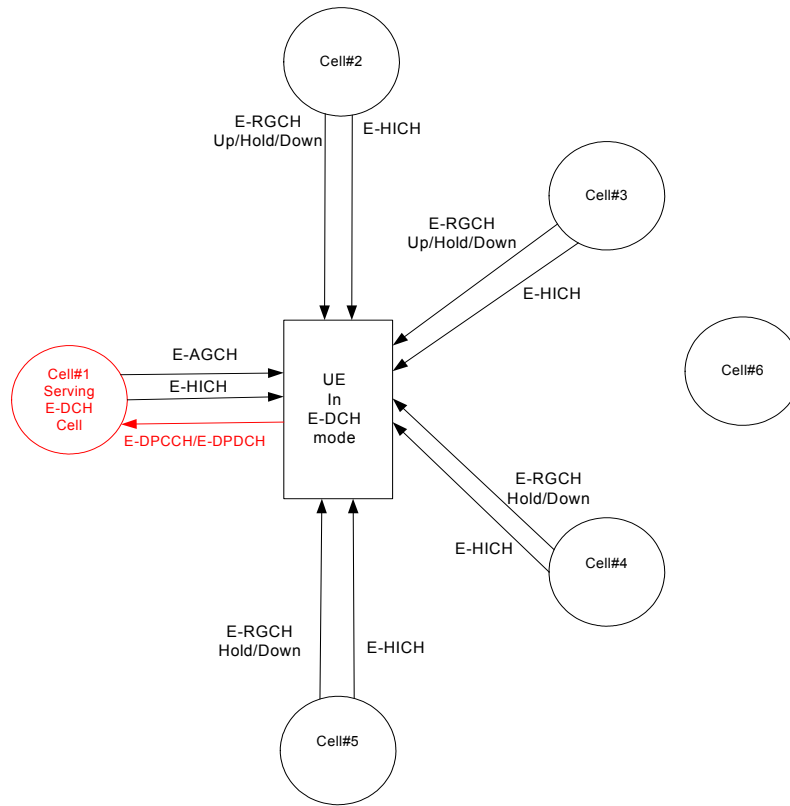 Cell#2
E-RGCH
Up/Hold/Down
E-HICH
Cell#3
E-RGCH
Up/Hold/Down
E-HICH
Cell#6
Cell#1
Serving
E-DCH
Cell
E-AGCH
E-HICH
E-DPCCH/E-DPDCH
UE
In
E-DCH
mode
E-RGCH
Hold/Down
E-HICH
Cell#4
E-RGCH
Hold/Down
E-HICH
Cell#5